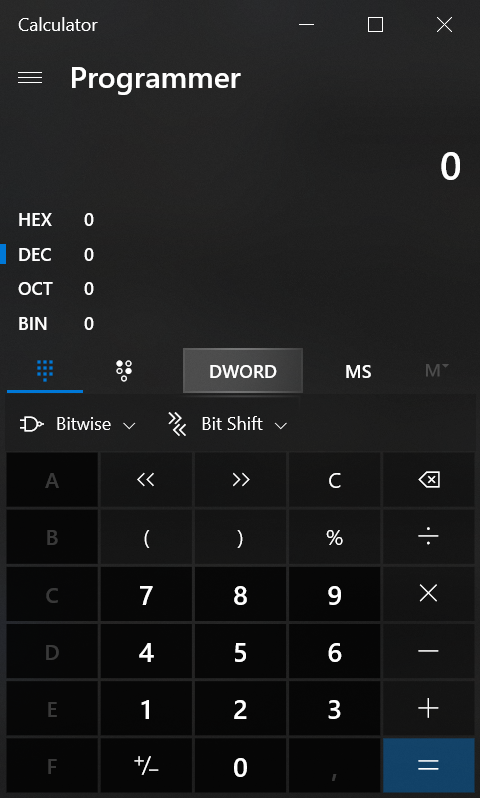 Calculator
Programmer
0
HEX 0
DEC 0
OCT 0
BIN 0
DWORD MS M
Bitwise Bit Shift
A << >> C
B ( ) % ÷
C 7 8 9 ×
D 4 5 6 −
E 1 2 3 +
F +/− 0 , =